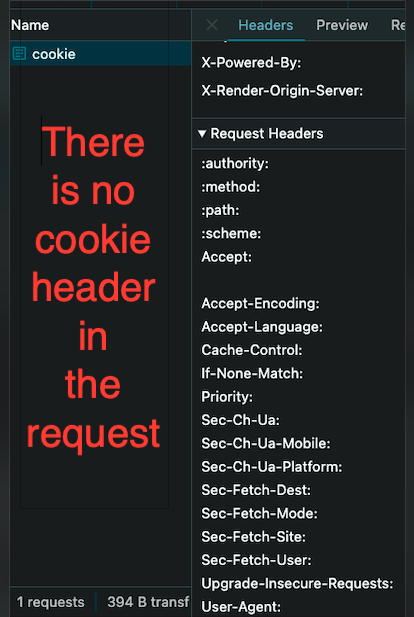 Name
cookie
There
is no
cookie
header
in
the
request
1 requests
394 B transf
Headers
Preview
Re
X-Powered-By:
X-Render-Origin-Server:
Request Headers
:authority:
:method:
:path:
:scheme:
Accept:
Accept-Encoding:
Accept-Language:
Cache-Control:
If-None-Match:
Priority:
Sec-Ch-Ua:
Sec-Ch-Ua-Mobile:
Sec-Ch-Ua-Platform:
Sec-Fetch-Dest:
Sec-Fetch-Mode:
Sec-Fetch-Site:
Sec-Fetch-User:
Upgrade-Insecure-Requests:
User-Agent: